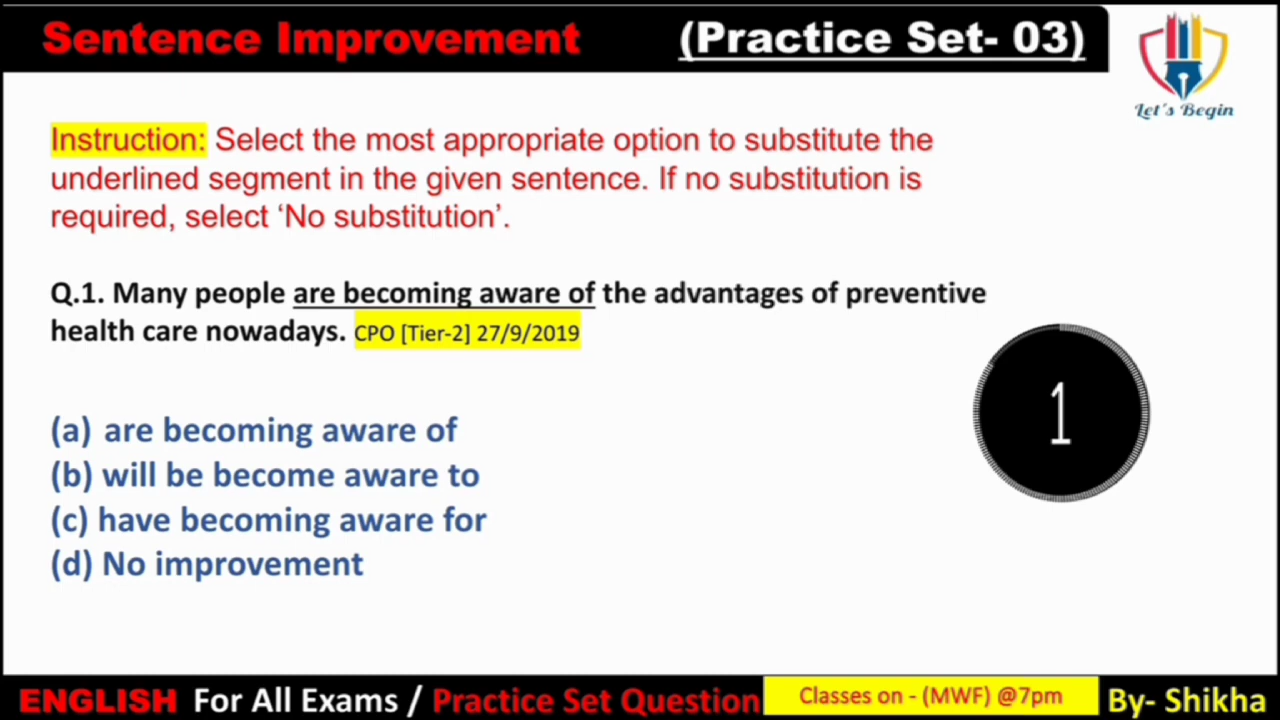 Sentence Improvement (Practice Set- 03)
Let's Begin
Instruction: Select the most appropriate option to substitute the
underlined segment in the given sentence. If no substitution is
required, select ‘No substitution’.
Q.1. Many people are becoming aware of the advantages of preventive
health care nowadays. CPO [Tier-2] 27/9/2019
1
(a) are becoming aware of
(b) will be become aware to
(c) have becoming aware for
(d) No improvement
ENGLISH For All Exams / Practice Set Question Classes on - (MWF) @7pm By- Shikha